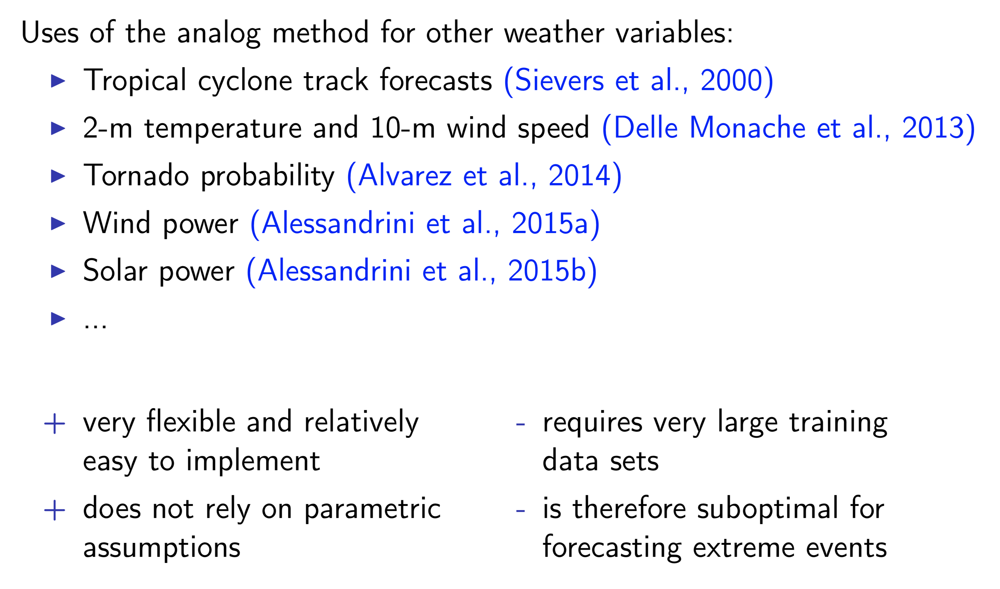 Uses of the analog method for other weather variables:
▶ Tropical cyclone track forecasts (Sievers et al., 2000)
▶ 2-m temperature and 10-m wind speed (Delle Monache et al., 2013)
▶ Tornado probability (Alvarez et al., 2014)
▶ Wind power (Alessandrini et al., 2015a)
▶ Solar power (Alessandrini et al., 2015b)
▶ ...
+ very flexible and relatively
easy to implement
+ does not rely on parametric
assumptions
- requires very large training
data sets
- is therefore suboptimal for
forecasting extreme events